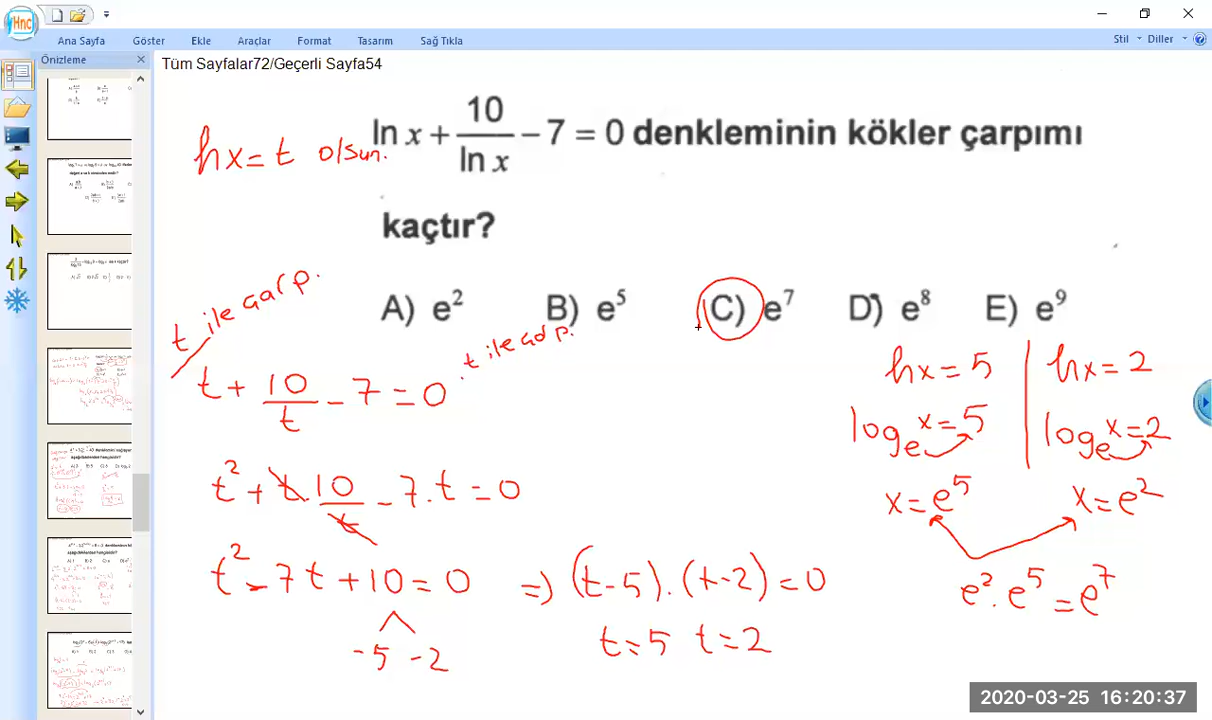 Hnc
Ana Sayfa Göster Ekle Araçlar Format Tasarım Sağ Tıkla Stil Diller
Önizleme
Tüm Sayfalar72/Geçerli Sayfa54
ln x + 10/ln x − 7 = 0 denkleminin kökler çarpımı
kaçtır?
lnx = t olsun.
A) e² B) e⁵ C) e⁷ D) e⁸ E) e⁹
t ile çarp.
t ile çarp.
t + 10/t − 7 = 0
t² + t·10/t − 7.t = 0
t² − 7t + 10 = 0 => (t-5).(t-2) = 0
-5 -2
t = 5 t = 2
lnx = 5 lnx = 2
logₑx = 5 logₑx = 2
x = e⁵ x = e²
e².e⁵ = e⁷
2020-03-25 16:20:37